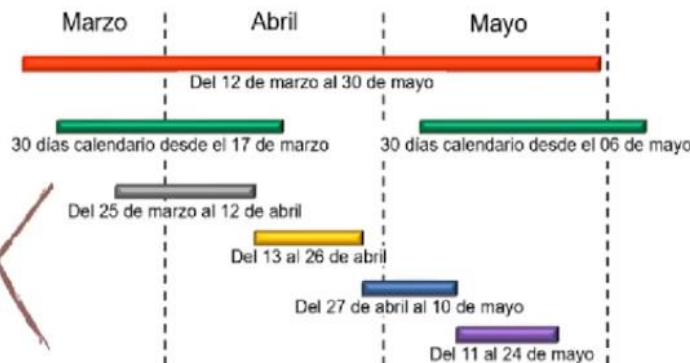 Marzo Abril Mayo
Del 12 de marzo al 30 de mayo
30 días calendario desde el 17 de marzo
30 días calendario desde el 06 de mayo
Del 25 de marzo al 12 de abril
Del 13 al 26 de abril
Del 27 de abril al 10 de mayo
Del 11 al 24 de mayo